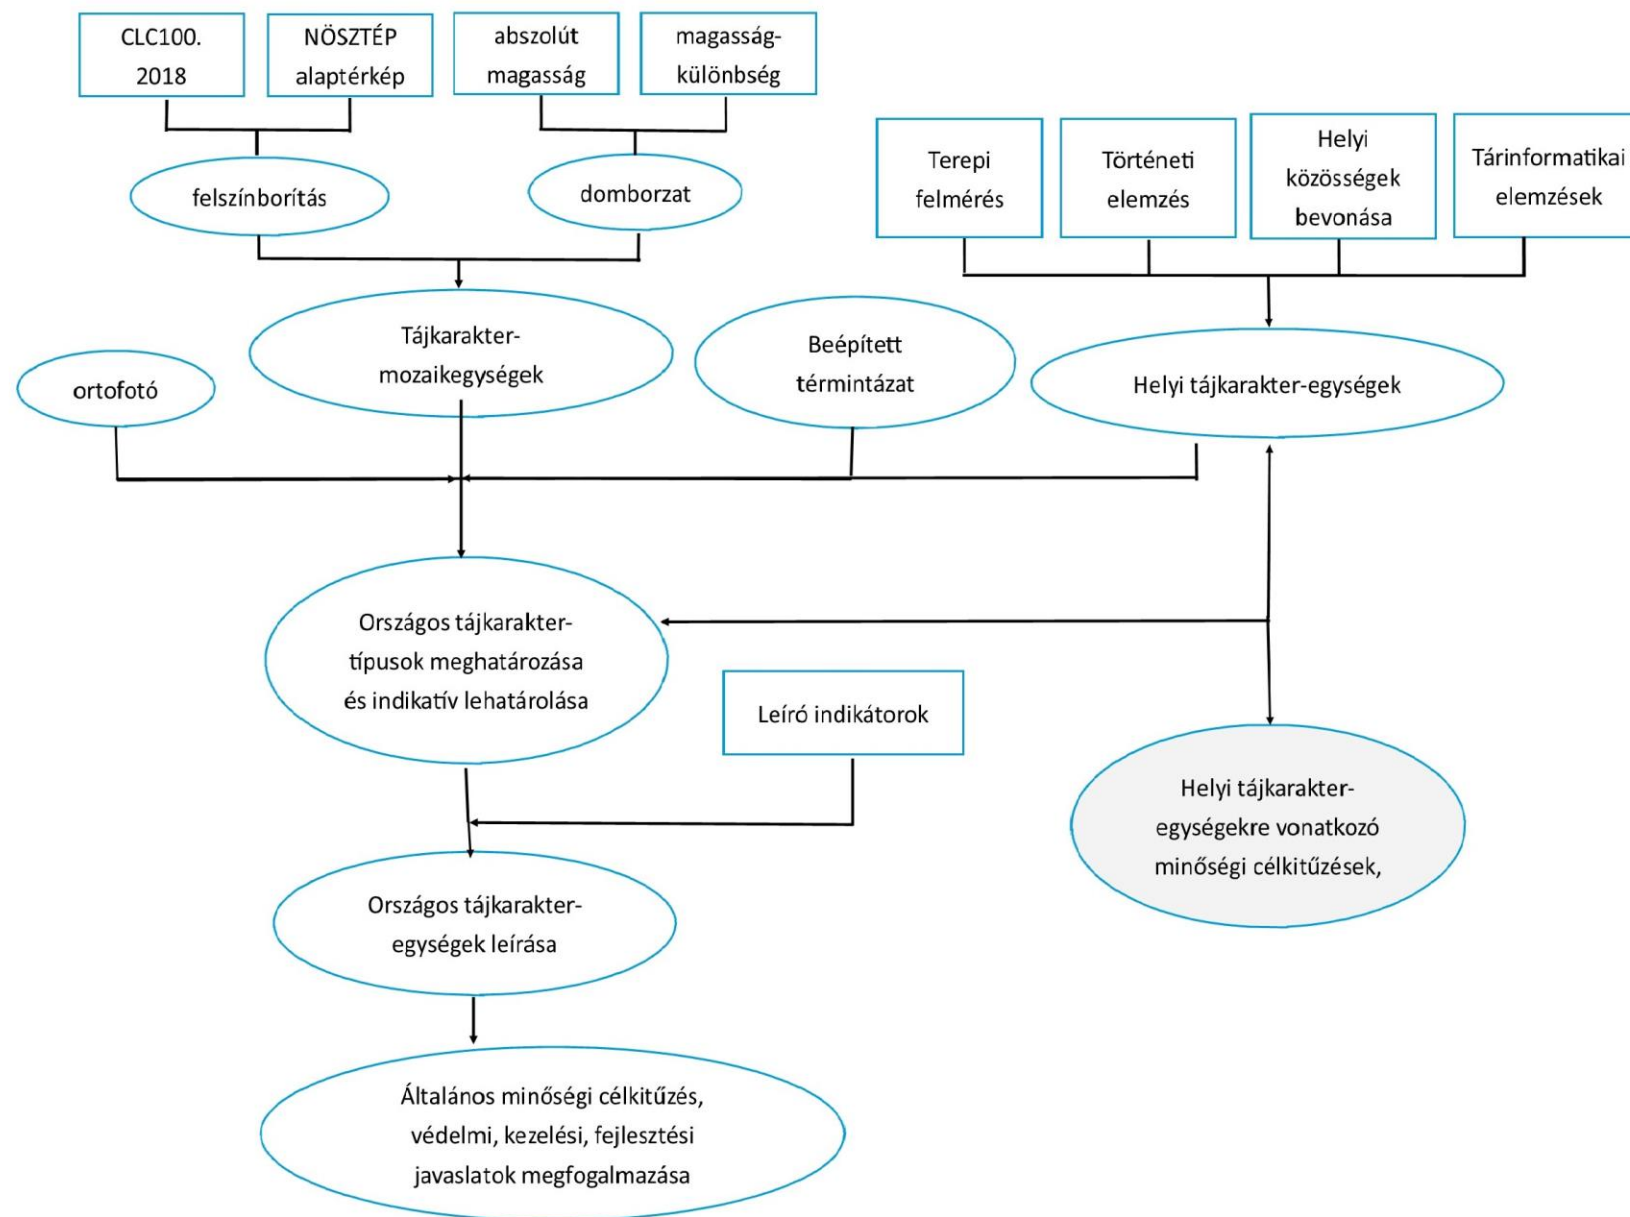 CLC100.
2018
NÖSZTÉP
alaptérkép
abszolút
magasság
magasság-
különbség
Terepi
felmérés
Történeti
elemzés
Helyi
közösségek
bevonása
Tárinformatikai
elemzések
felszínborítás
domborzat
Tájkarakter-
mozaikegységek
Beépített
términtázat
Helyi tájkarakter-egységek
ortofotó
Országos tájkarakter-
típusok meghatározása
és indikatív lehatárolása
Leíró indikátorok
Helyi tájkarakter-
egységekre vonatkozó
minőségi célkitűzések,
Országos tájkarakter-
egységek leírása
Általános minőségi célkitűzés,
védelmi, kezelési, fejlesztési
javaslatok megfogalmazása